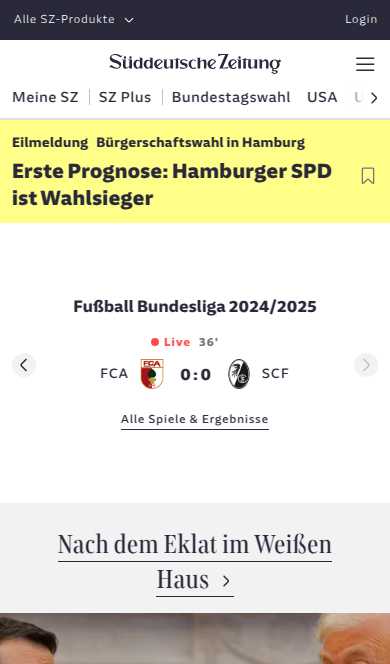 Alle SZ-Produkte
Login
Süddeutsche Zeitung
Meine SZ
SZ Plus
Bundestagswahl
USA
Eilmeldung Bürgerschaftswahl in Hamburg
Erste Prognose: Hamburger SPD
ist Wahlsieger
Fußball Bundesliga 2024/2025
Live 36'
FCA 0:0 SCF
Alle Spiele & Ergebnisse
Nach dem Eklat im Weißen
Haus